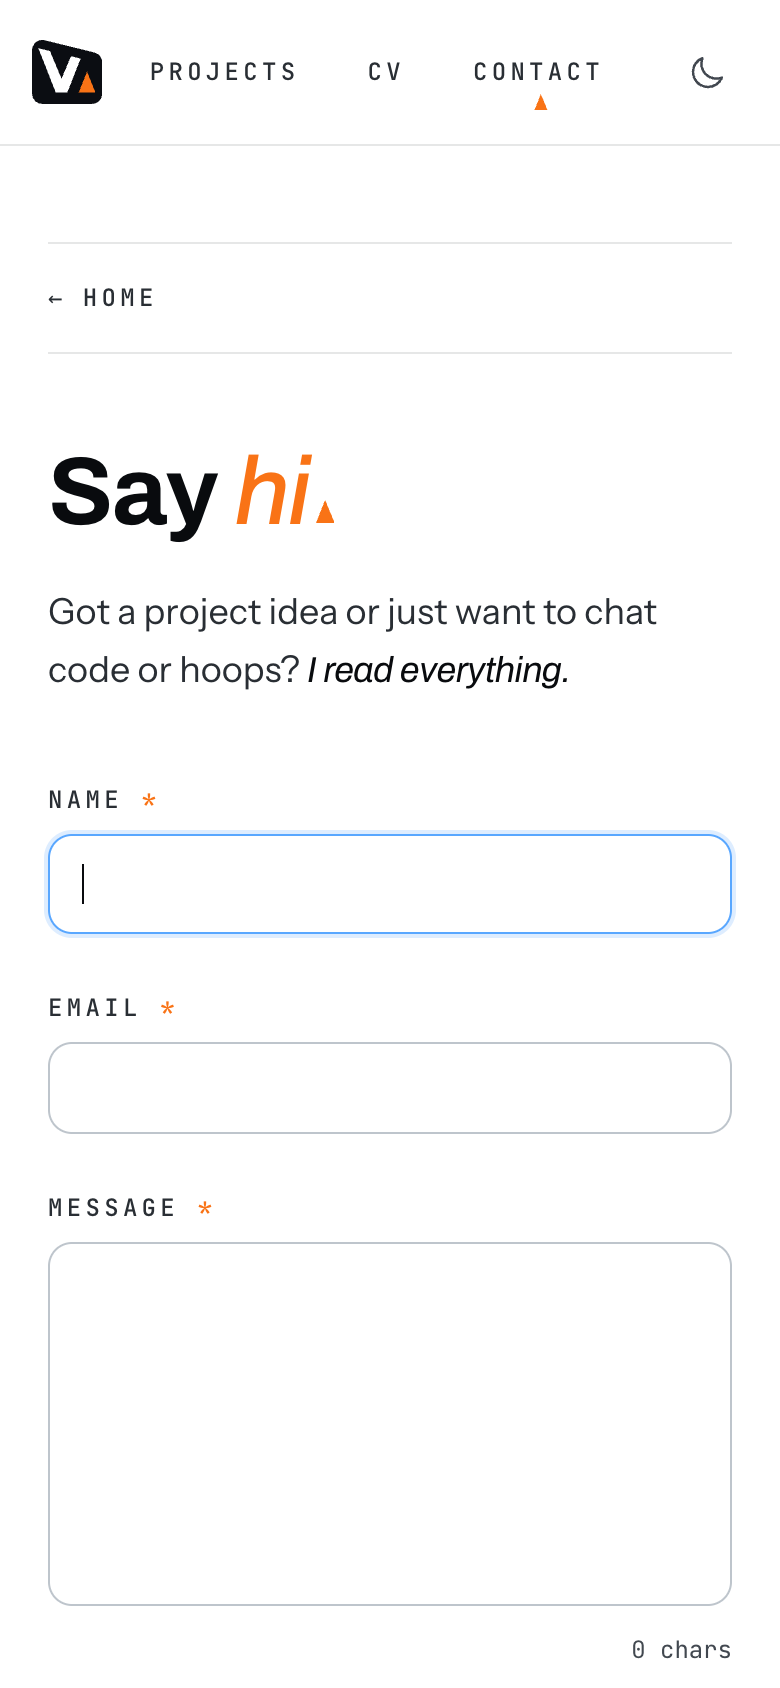 V
PROJECTS CV CONTACT
← HOME
Say hi
Got a project idea or just want to chat
code or hoops? I read everything.
NAME *
EMAIL *
MESSAGE *
0 chars